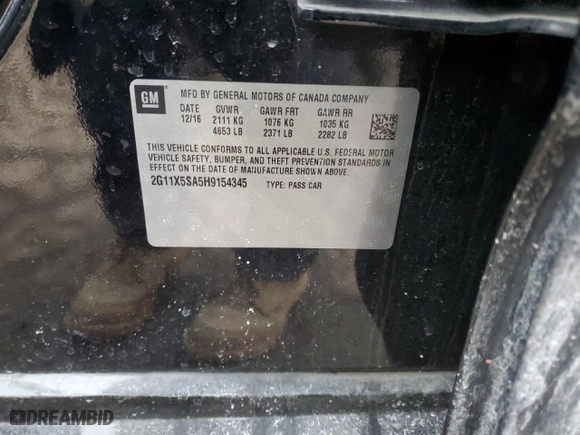 GM
MFD BY GENERAL MOTORS OF CANADA COMPANY
DATE GVWR GAWR FRT GAWR RR
12/16 2111 KG 1076 KG 1035 KG
4653 LB 2371 LB 2282 LB
THIS VEHICLE CONFORMS TO ALL APPLICABLE U.S. FEDERAL MOTOR
VEHICLE SAFETY, BUMPER, AND THEFT PREVENTION STANDARDS IN
EFFECT ON THE DATE OF MANUFACTURE SHOWN ABOVE.
2G11X5SA5H9154345 TYPE: PASS CAR
DREAMBID